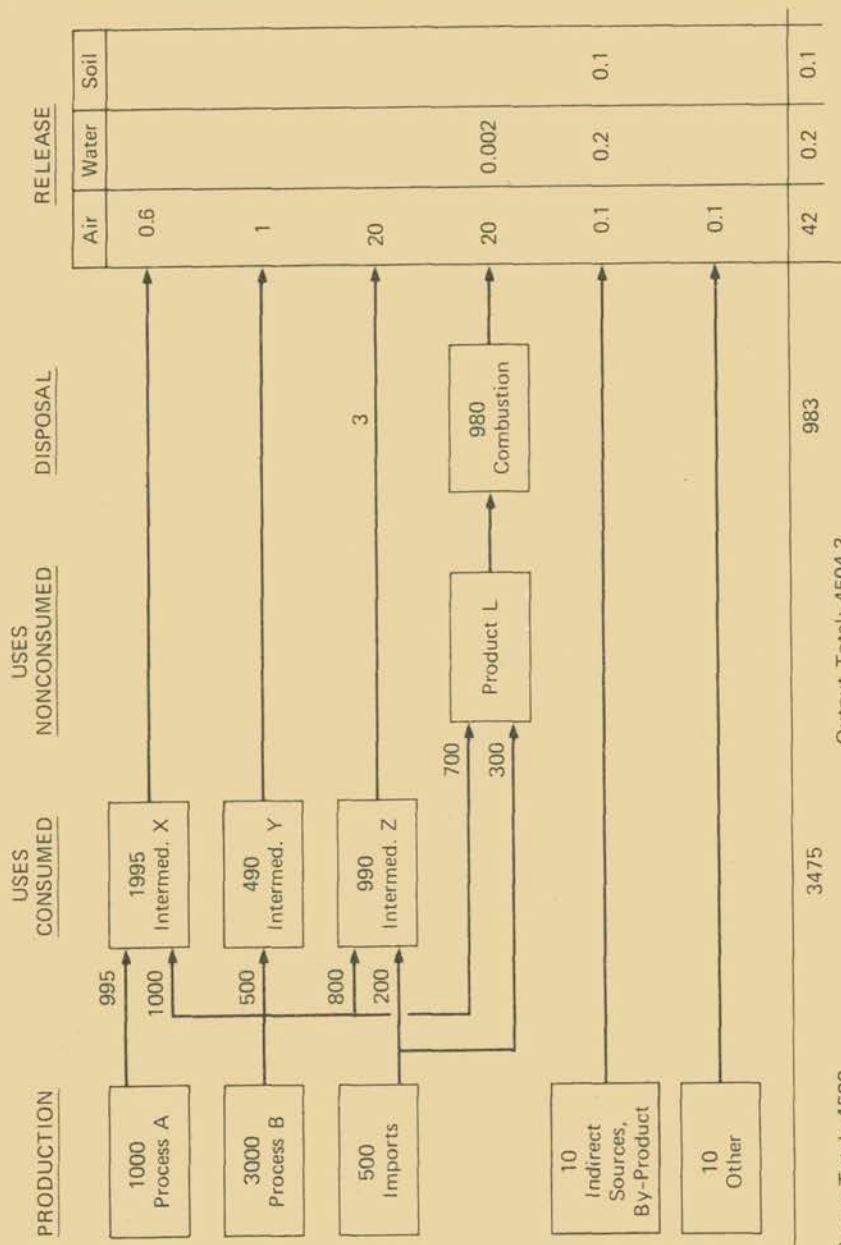 PRODUCTION
USES
CONSUMED
USES
NONCONSUMED
DISPOSAL
RELEASE
Air
Water
Soil
1000
Process A
995
1000
1995
Intermed. X
0.6
3000
Process B
500
490
Intermed. Y
1
500
Imports
800
200
990
Intermed. Z
3
20
700
300
Product L
980
Combustion
20
0.002
10
Indirect
Sources,
By-Product
0.1
0.2
0.1
10
Other
0.1
3475
983
42
0.2
0.1